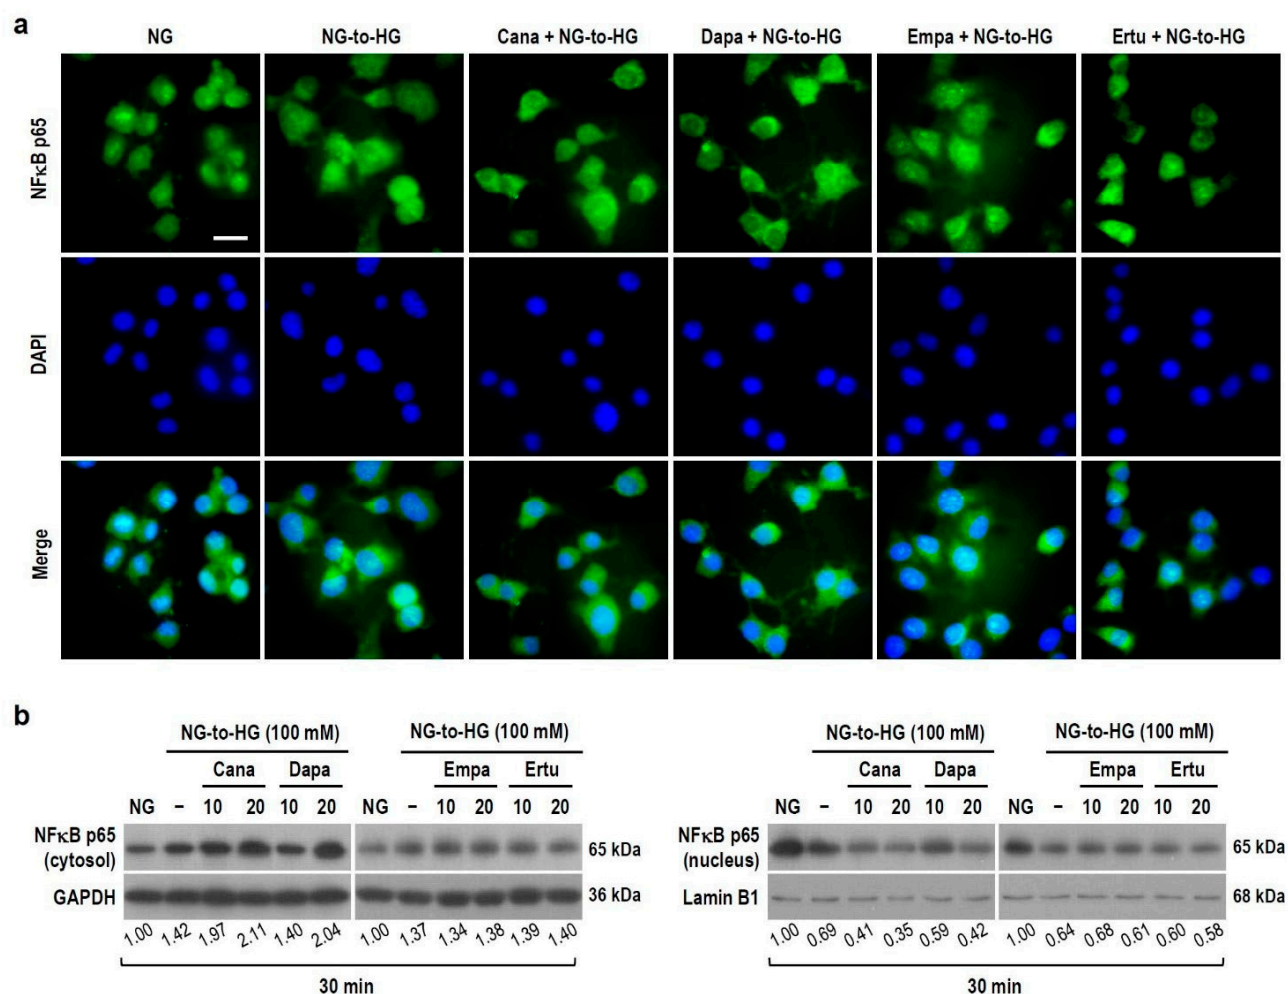 a
NG NG-to-HG Cana + NG-to-HG Dapa + NG-to-HG Empa + NG-to-HG Ertu + NG-to-HG
NFκB p65
DAPI
Merge
b
NG-to-HG (100 mM) NG-to-HG (100 mM)
Cana Dapa Empa Ertu
NG – 10 20 10 20 NG – 10 20 10 20
NFκB p65
(cytosol)
65 kDa
GAPDH 36 kDa
1.00 1.42 1.97 2.11 1.40 2.04 1.00 1.37 1.34 1.38 1.39 1.40
30 min
NG-to-HG (100 mM) NG-to-HG (100 mM)
Cana Dapa Empa Ertu
NG – 10 20 10 20 NG – 10 20 10 20
NFκB p65
(nucleus)
65 kDa
Lamin B1 68 kDa
1.00 0.69 0.41 0.35 0.59 0.42 1.00 0.64 0.68 0.61 0.60 0.58
30 min